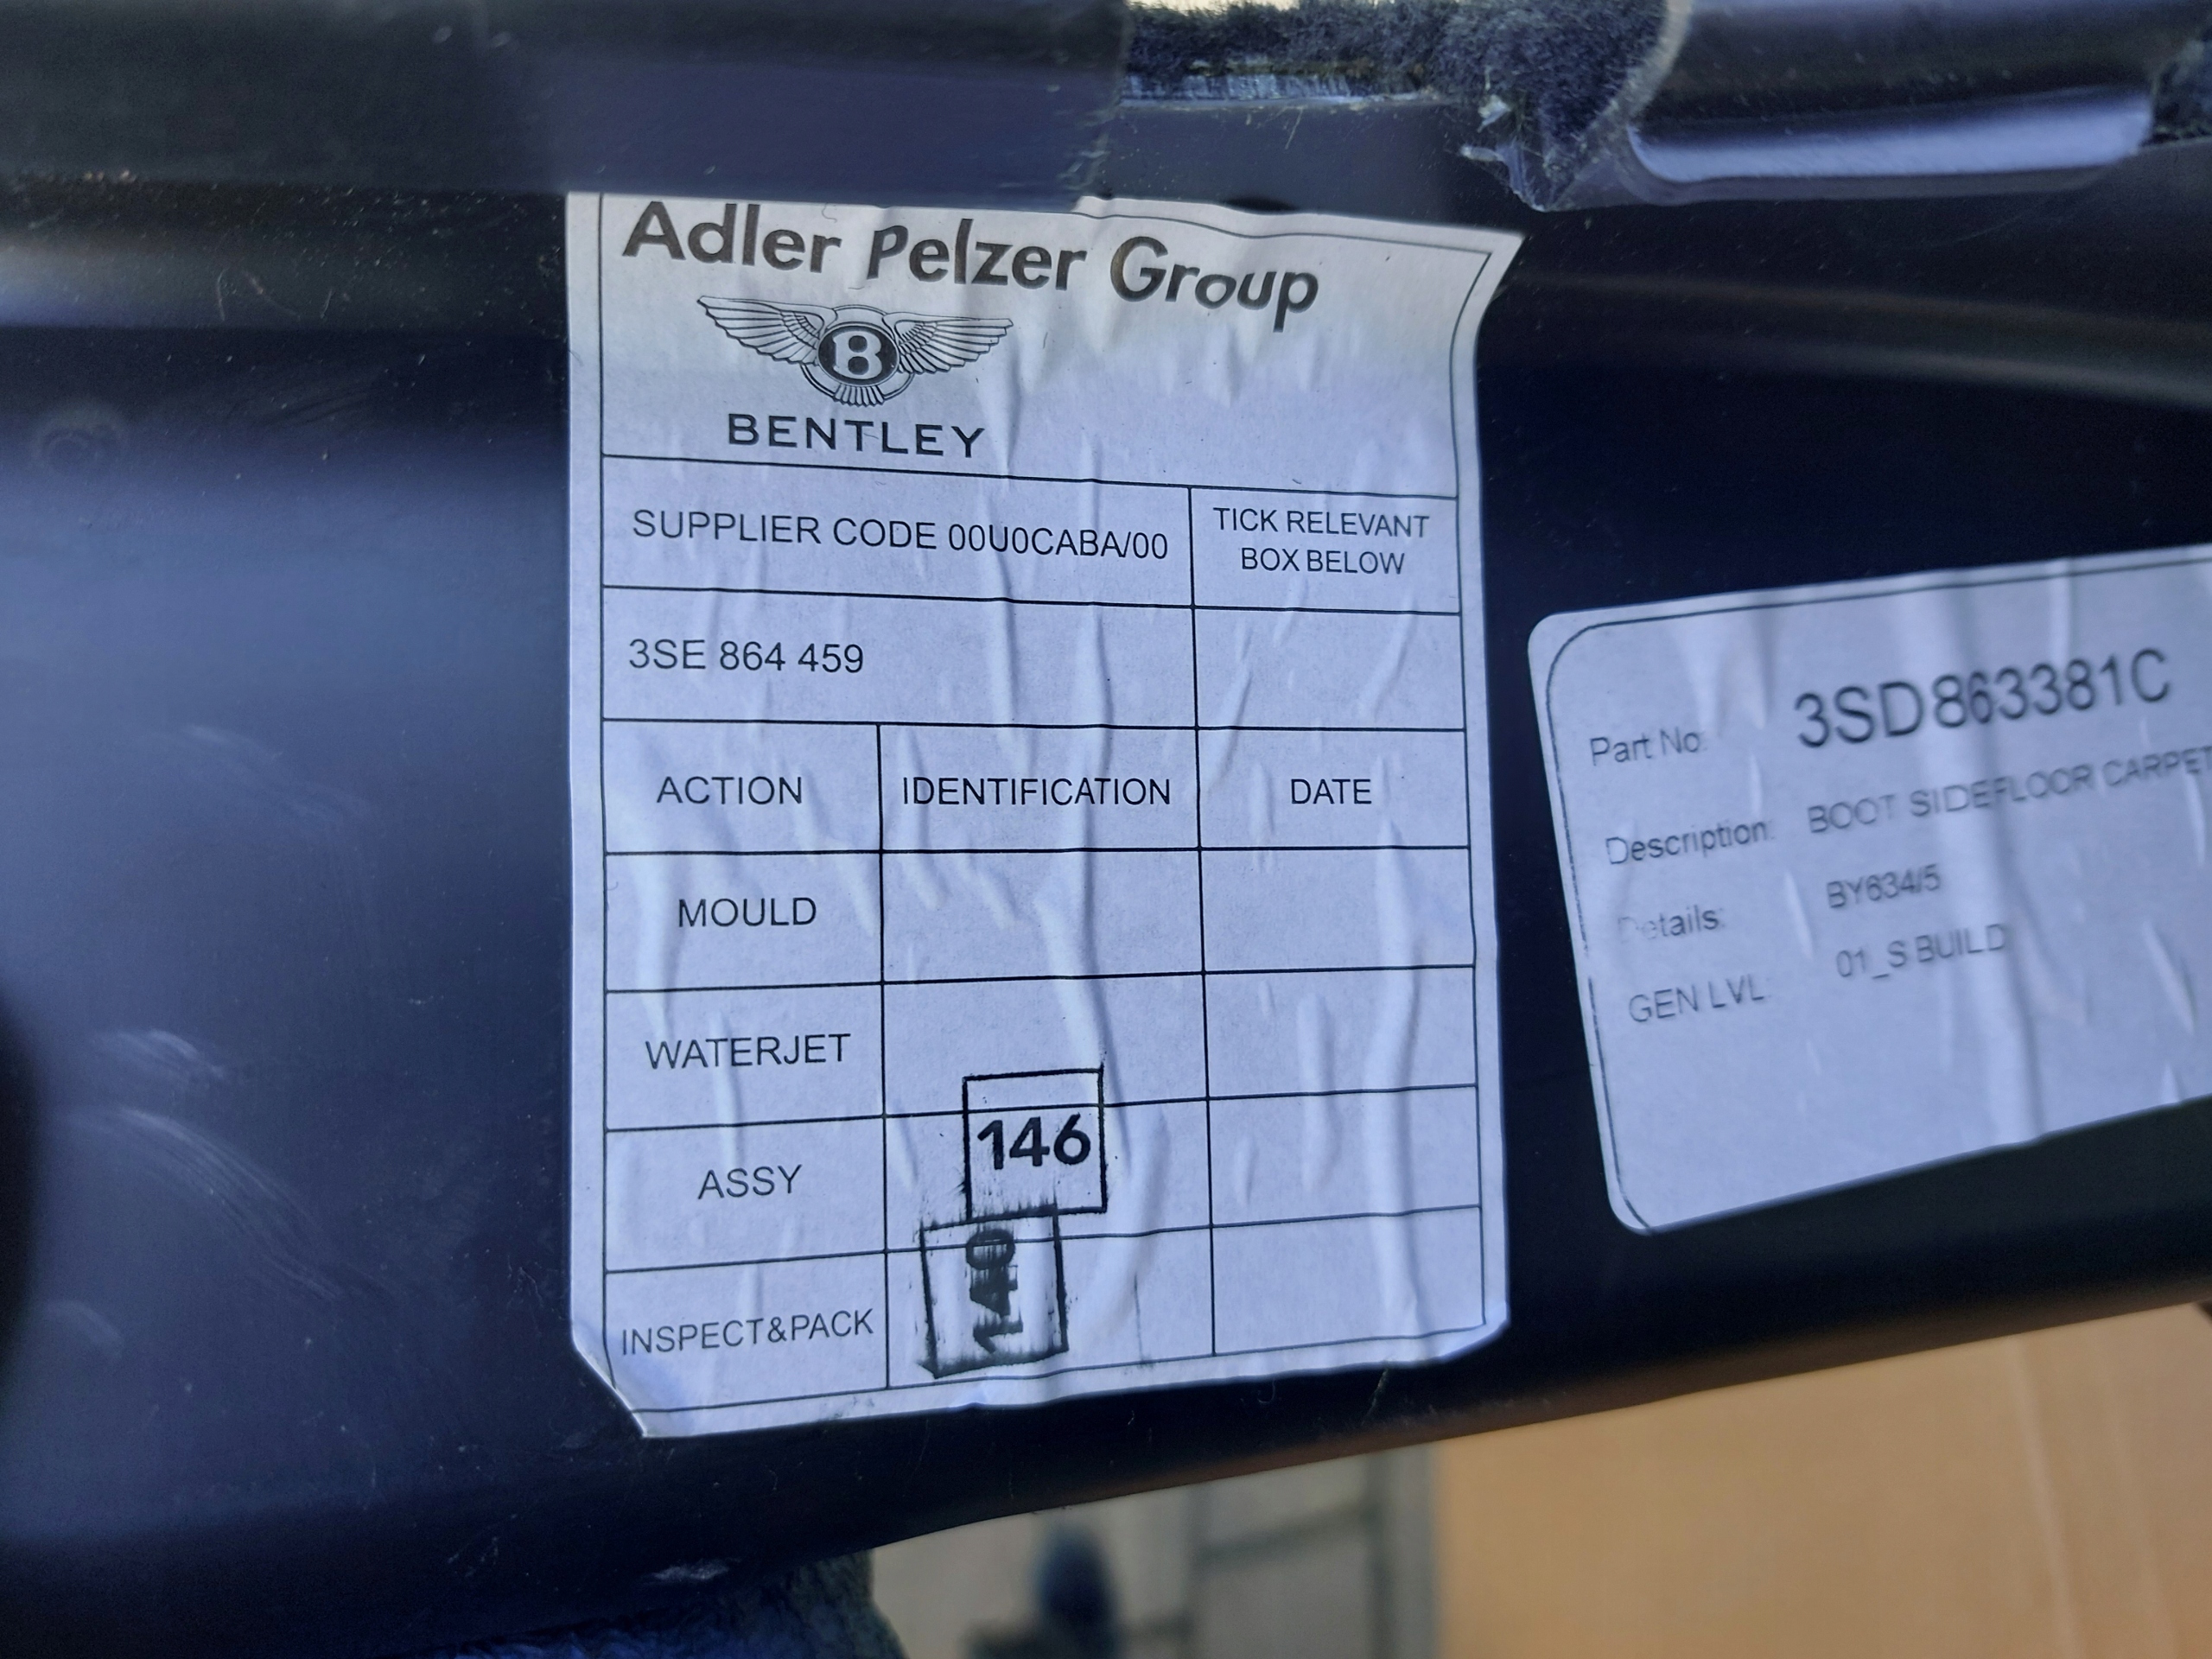 Adler Pelzer Group
B
BENTLEY
SUPPLIER CODE 00U0CABA/00
TICK RELEVANT
BOX BELOW
3SE 864 459
ACTION IDENTIFICATION DATE
MOULD
WATERJET
146
ASSY
140
INSPECT&PACK
Part No: 3SD863381C
Description: BOOT SIDEFLOOR CARPET
Details: BY634/5
GEN LVL: 01_S BUILD